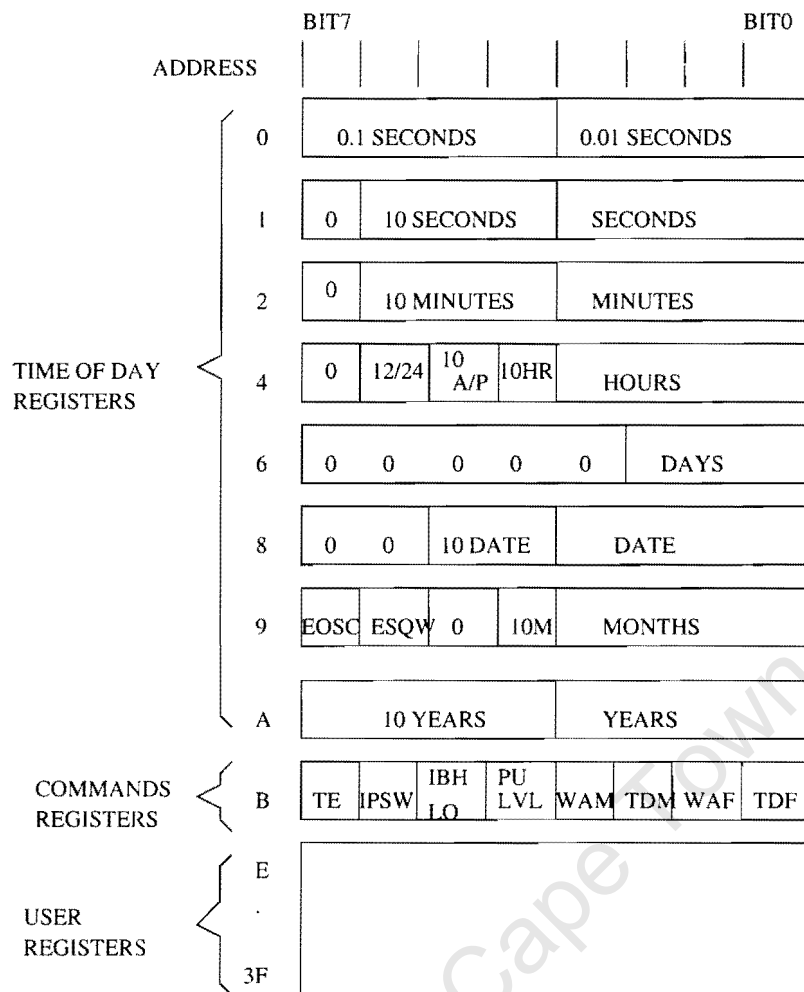 BIT7 BIT0
ADDRESS
0 0.1 SECONDS 0.01 SECONDS
1 0 10 SECONDS SECONDS
2 0 10 MINUTES MINUTES
TIME OF DAY
REGISTERS
4 0 12/24 10 A/P 10HR HOURS
6 0 0 0 0 0 DAYS
8 0 0 10 DATE DATE
9 EOSC ESQW 0 10M MONTHS
A 10 YEARS YEARS
COMMANDS
REGISTERS
B TE IPSW IBH LO PU LVL WAM TDM WAF TDF
E
.
USER
REGISTERS
3F
Cape Town